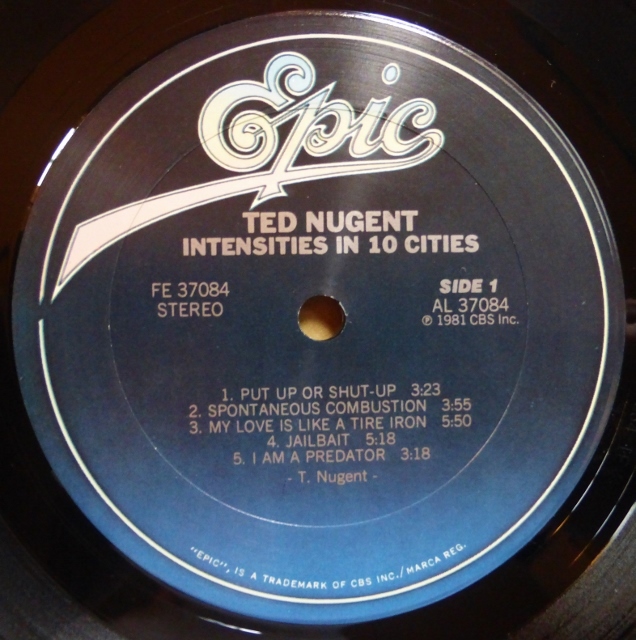 Epic
TED NUGENT
INTENSITIES IN 10 CITIES
FE 37084
STEREO
SIDE 1
AL 37084
℗ 1981 CBS Inc.
1. PUT UP OR SHUT-UP 3:23
2. SPONTANEOUS COMBUSTION 3:55
3. MY LOVE IS LIKE A TIRE IRON 5:50
4. JAILBAIT 5:18
5. I AM A PREDATOR 3:18
- T. Nugent -
"EPIC", IS A TRADEMARK OF CBS INC./MARCA REG.